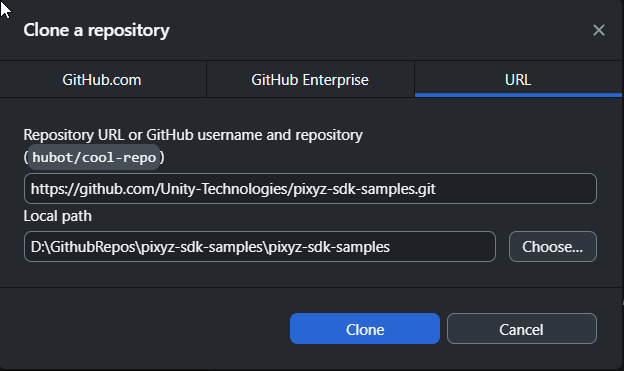 Clone a repository
GitHub.com
GitHub Enterprise
URL
Repository URL or GitHub username and repository
(hubot/cool-repo)
https://github.com/Unity-Technologies/pixyz-sdk-samples.git
Local path
D:\GithubRepos\pixyz-sdk-samples\pixyz-sdk-samples
Choose...
Clone
Cancel